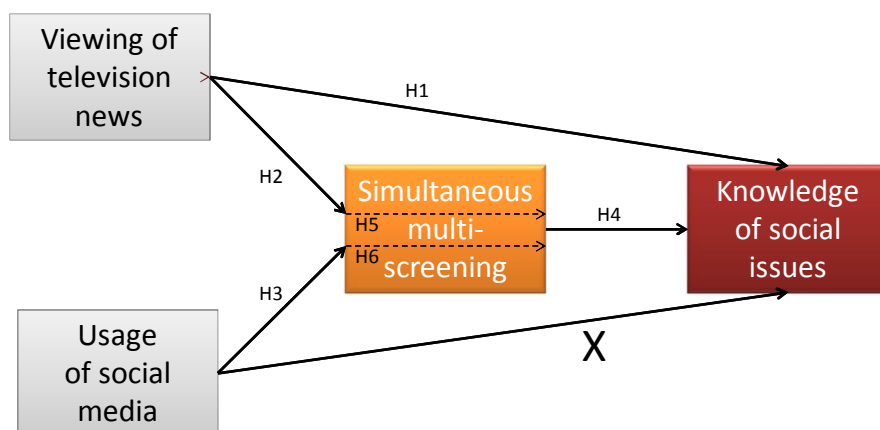 Viewing of
television
news
H1
H2
Simultaneous
H5
multi-
H6
screening
H4
Knowledge
of social
issues
H3
X
Usage
of social
media